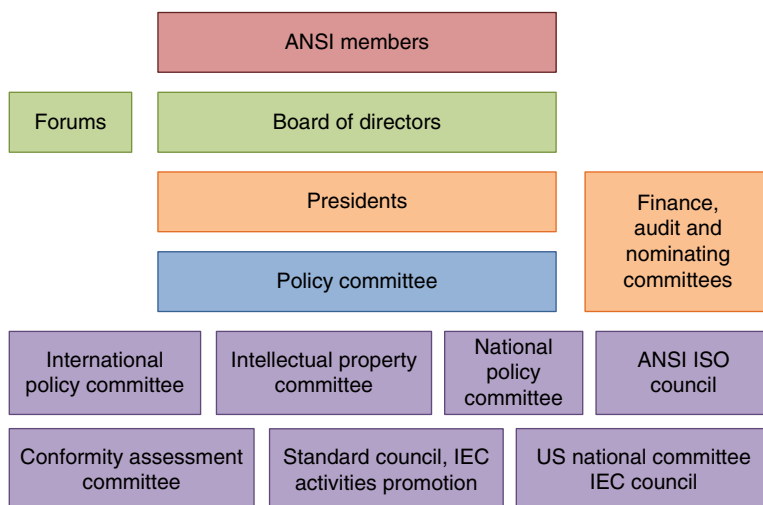 ANSI members
Forums
Board of directors
Presidents
Finance,
audit and
nominating
committees
Policy committee
International
policy committee
Intellectual property
committee
National
policy
committee
ANSI ISO
council
Conformity assessment
committee
Standard council, IEC
activities promotion
US national committee
IEC council